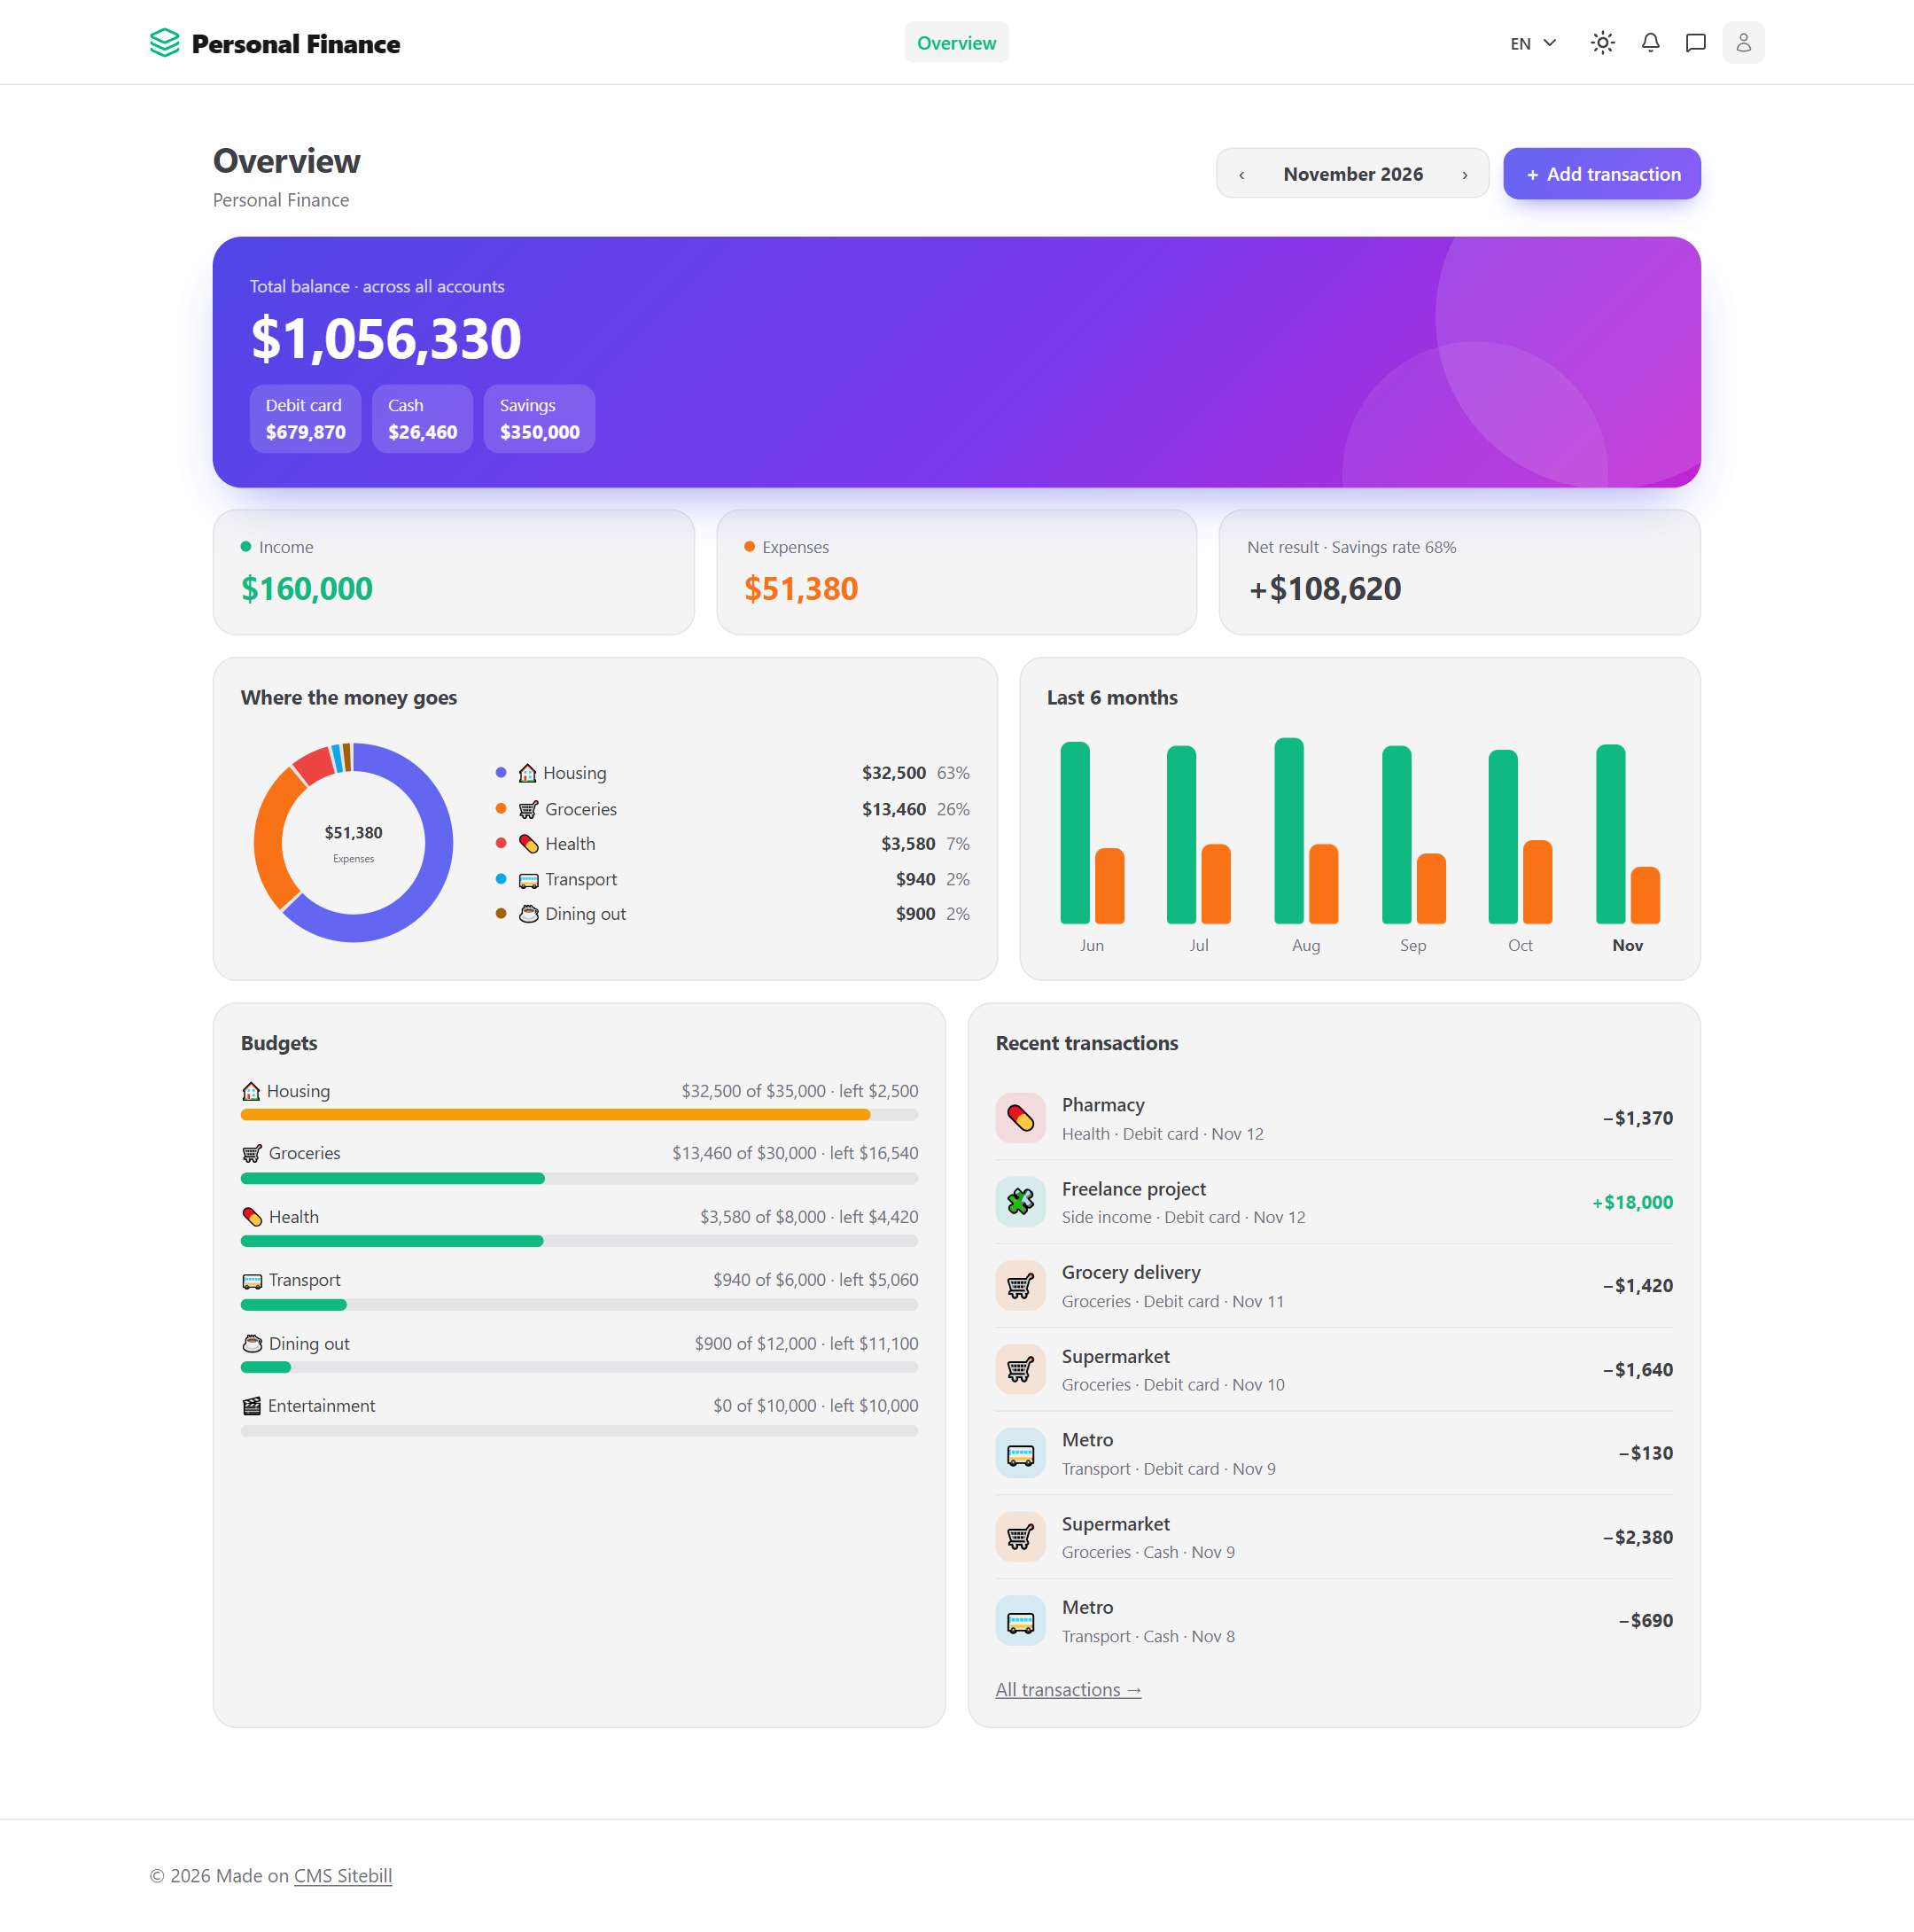 Personal Finance
Overview
EN
Overview
Personal Finance
‹ November 2026 ›
+ Add transaction
Total balance · across all accounts
$1,056,330
Debit card
$679,870
Cash
$26,460
Savings
$350,000
Income
$160,000
Expenses
$51,380
Net result · Savings rate 68%
+$108,620
Where the money goes
$51,380
Expenses
Housing $32,500 63%
Groceries $13,460 26%
Health $3,580 7%
Transport $940 2%
Dining out $900 2%
Last 6 months
Jun Jul Aug Sep Oct Nov
Budgets
Housing $32,500 of $35,000 · left $2,500
Groceries $13,460 of $30,000 · left $16,540
Health $3,580 of $8,000 · left $4,420
Transport $940 of $6,000 · left $5,060
Dining out $900 of $12,000 · left $11,100
Entertainment $0 of $10,000 · left $10,000
Recent transactions
Pharmacy
Health · Debit card · Nov 12
−$1,370
Freelance project
Side income · Debit card · Nov 12
+$18,000
Grocery delivery
Groceries · Debit card · Nov 11
−$1,420
Supermarket
Groceries · Debit card · Nov 10
−$1,640
Metro
Transport · Debit card · Nov 9
−$130
Supermarket
Groceries · Cash · Nov 9
−$2,380
Metro
Transport · Cash · Nov 8
−$690
All transactions →
© 2026 Made on CMS Sitebill